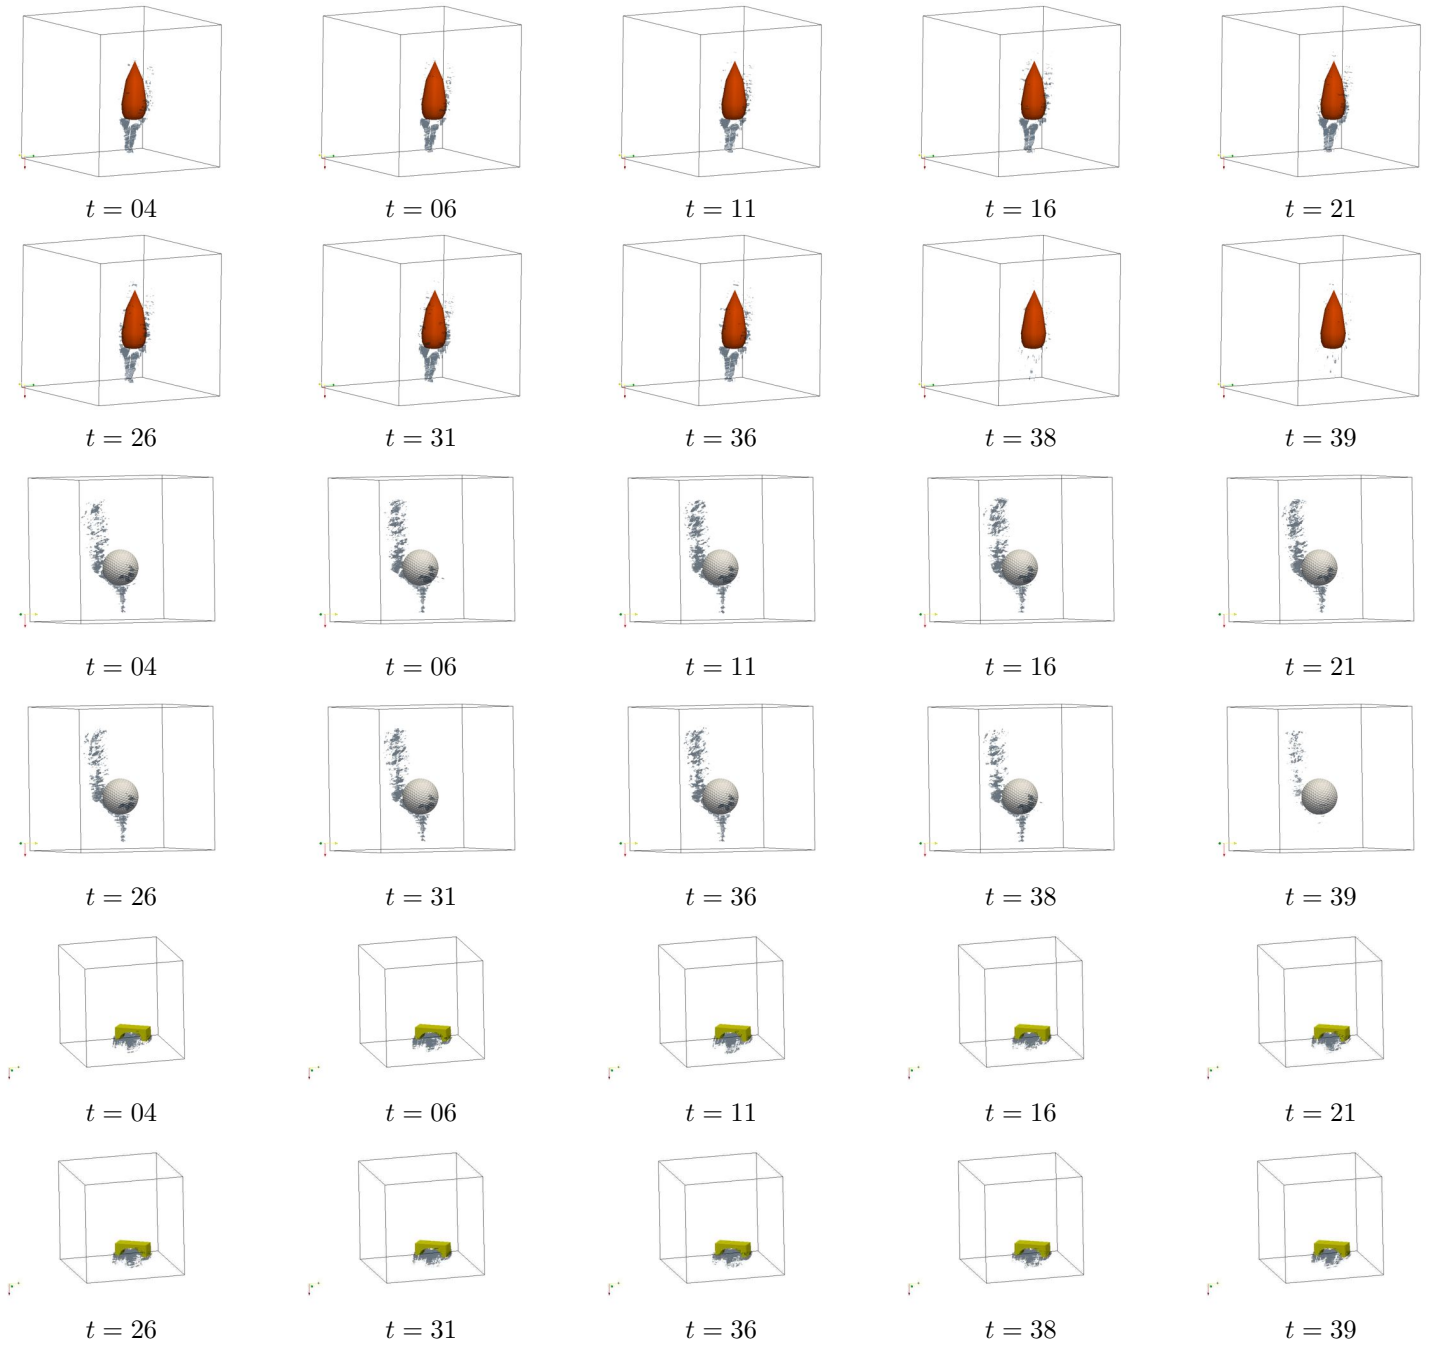 t = 04 t = 06 t = 11 t = 16 t = 21
t = 26 t = 31 t = 36 t = 38 t = 39
t = 04 t = 06 t = 11 t = 16 t = 21
t = 26 t = 31 t = 36 t = 38 t = 39
t = 04 t = 06 t = 11 t = 16 t = 21
t = 26 t = 31 t = 36 t = 38 t = 39